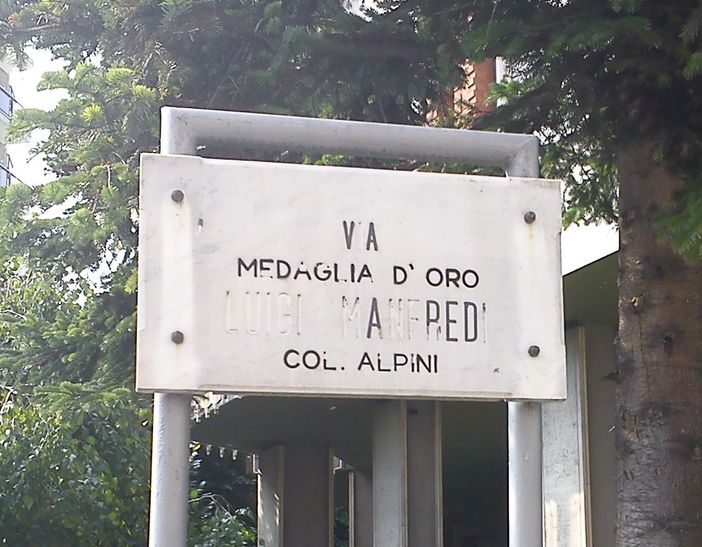 VIA
MEDAGLIA D' ORO
LUIGI MANFREDI
COL. ALPINI